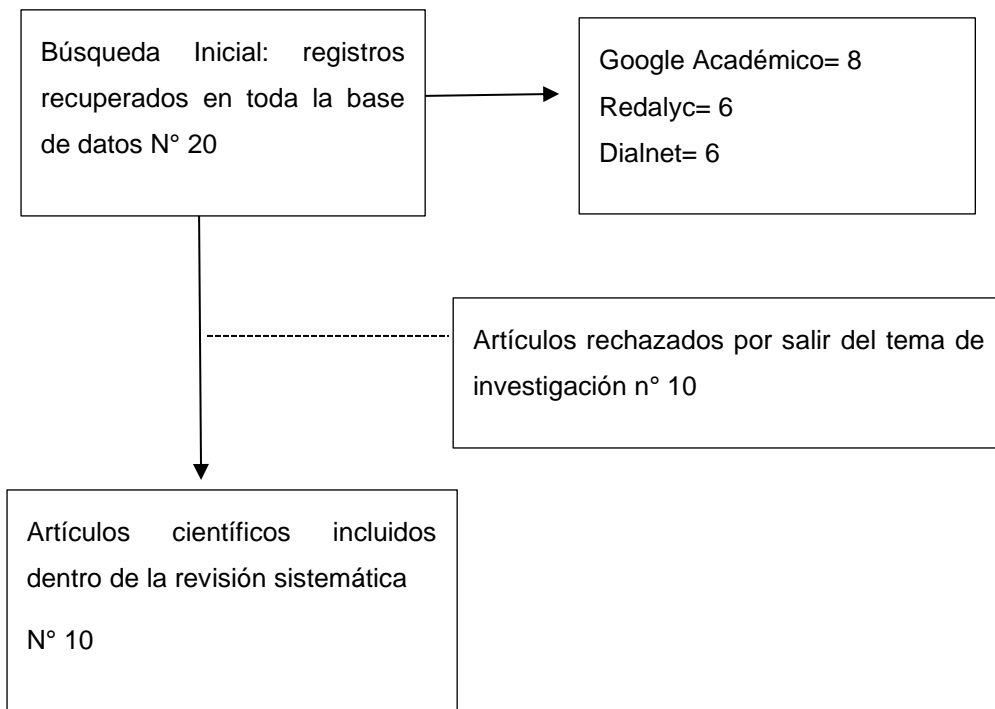 Búsqueda Inicial: registros
recuperados en toda la base
de datos N° 20
Google Académico= 8
Redalyc= 6
Dialnet= 6
Artículos rechazados por salir del tema de
investigación n° 10
Artículos científicos incluidos
dentro de la revisión sistemática
N° 10